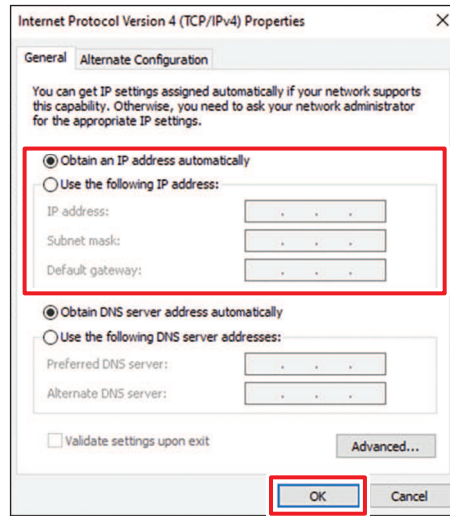 Internet Protocol Version 4 (TCP/IPv4) Properties
General
Alternate Configuration
You can get IP settings assigned automatically if your network supports
this capability. Otherwise, you need to ask your network administrator
for the appropriate IP settings.
Obtain an IP address automatically
Use the following IP address:
IP address:
Subnet mask:
Default gateway:
Obtain DNS server address automatically
Use the following DNS server addresses:
Preferred DNS server:
Alternate DNS server:
Validate settings upon exit
Advanced...
OK
Cancel